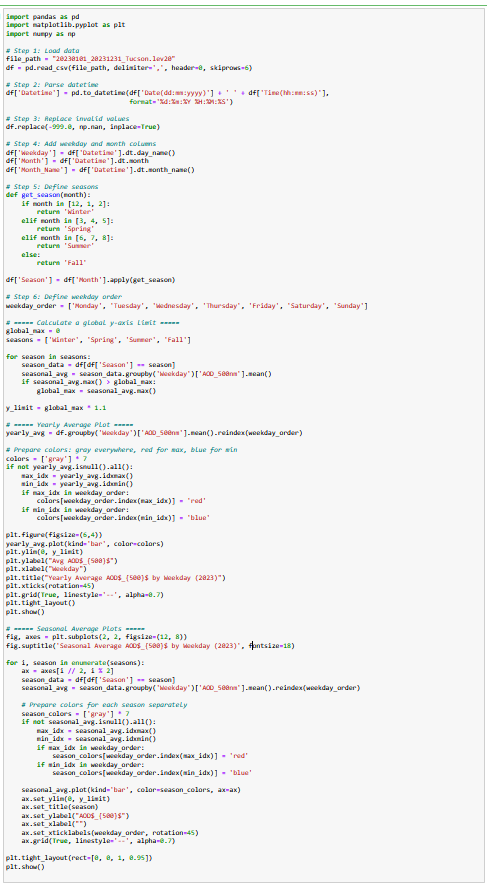 import pandas as pd
import matplotlib.pyplot as plt
import numpy as np
# Step 1: Load data
file_path = "20230101_20231231_Tucson.lev20"
df = pd.read_csv(file_path, delimiter=',', header=0, skiprows=6)
# Step 2: Parse datetime
df['Datetime'] = pd.to_datetime(df['Date(dd:mm:yyyy)'] + ' ' + df['Time(hh:mm:ss)'],
format='%d:%m:%Y %H:%M:%S')
# Step 3: Replace invalid values
df.replace(-999.0, np.nan, inplace=True)
# Step 4: Add weekday and month columns
df['Weekday'] = df['Datetime'].dt.day_name()
df['Month'] = df['Datetime'].dt.month
df['Month_Name'] = df['Datetime'].dt.month_name()
# Step 5: Define seasons
def get_season(month):
if month in [12, 1, 2]:
return 'Winter'
elif month in [3, 4, 5]:
return 'Spring'
elif month in [6, 7, 8]:
return 'Summer'
else:
return 'Fall'
df['Season'] = df['Month'].apply(get_season)
# Step 6: Define weekday order
weekday_order = ['Monday', 'Tuesday', 'Wednesday', 'Thursday', 'Friday', 'Saturday', 'Sunday']
# ===== Calculate a global y-axis limit =====
global_max = 0
seasons = ['Winter', 'Spring', 'Summer', 'Fall']
for season in seasons:
season_data = df[df['Season'] == season]
seasonal_avg = season_data.groupby('Weekday')['AOD_500nm'].mean()
if seasonal_avg.max() > global_max:
global_max = seasonal_avg.max()
y_limit = global_max * 1.1
# ===== Yearly Average Plot =====
yearly_avg = df.groupby('Weekday')['AOD_500nm'].mean().reindex(weekday_order)
# Prepare colors: gray everywhere, red for max, blue for min
colors = ['gray'] * 7
if not yearly_avg.isnull().all():
max_idx = yearly_avg.idxmax()
min_idx = yearly_avg.idxmin()
if max_idx in weekday_order:
colors[weekday_order.index(max_idx)] = 'red'
if min_idx in weekday_order:
colors[weekday_order.index(min_idx)] = 'blue'
plt.figure(figsize=(6,4))
yearly_avg.plot(kind='bar', color=colors)
plt.ylim(0, y_limit)
plt.ylabel("Avg AOD$_{500}$")
plt.xlabel("Weekday")
plt.title("Yearly Average AOD$_{500}$ by Weekday (2023)")
plt.xticks(rotation=45)
plt.grid(True, linestyle='--', alpha=0.7)
plt.tight_layout()
plt.show()
# ===== Seasonal Average Plots =====
fig, axes = plt.subplots(2, 2, figsize=(12, 8))
fig.suptitle('Seasonal Average AOD$_{500}$ by Weekday (2023)', fontsize=18)
for i, season in enumerate(seasons):
ax = axes[i // 2, i % 2]
season_data = df[df['Season'] == season]
seasonal_avg = season_data.groupby('Weekday')['AOD_500nm'].mean().reindex(weekday_order)
# Prepare colors for each season separately
season_colors = ['gray'] * 7
if not seasonal_avg.isnull().all():
max_idx = seasonal_avg.idxmax()
min_idx = seasonal_avg.idxmin()
if max_idx in weekday_order:
season_colors[weekday_order.index(max_idx)] = 'red'
if min_idx in weekday_order:
season_colors[weekday_order.index(min_idx)] = 'blue'
seasonal_avg.plot(kind='bar', color=season_colors, ax=ax)
ax.set_ylim(0, y_limit)
ax.set_title(season)
ax.set_ylabel("AOD$_{500}$")
ax.set_xlabel("")
ax.set_xticklabels(weekday_order, rotation=45)
ax.grid(True, linestyle='--', alpha=0.7)
plt.tight_layout(rect=[0, 0, 1, 0.95])
plt.show()